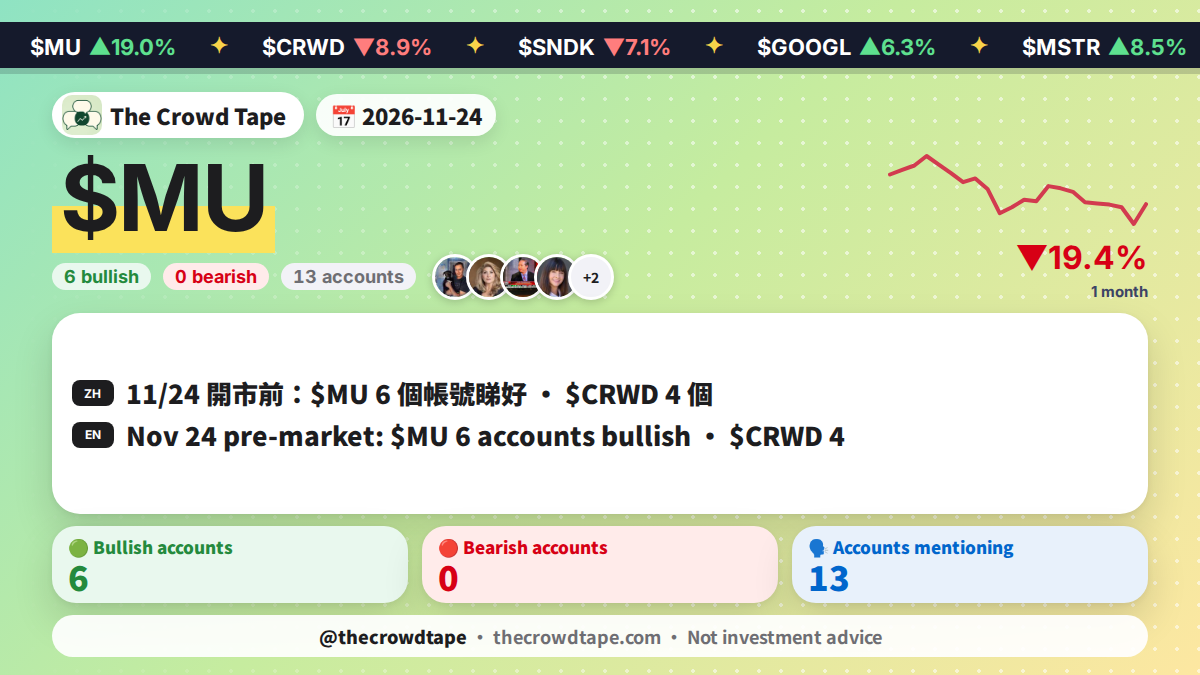 $MU ▲19.0% ✦ $CRWD ▼8.9% ✦ $SNDK ▼7.1% ✦ $GOOGL ▲6.3% ✦ $MSTR ▲8.5%
The Crowd Tape
📅 2026-11-24
$MU
6 bullish 0 bearish 13 accounts +2
▼19.4%
1 month
ZH 11/24 開市前：$MU 6 個帳號睇好 • $CRWD 4 個
EN Nov 24 pre-market: $MU 6 accounts bullish • $CRWD 4
🟢 Bullish accounts
6
🔴 Bearish accounts
0
🗣️ Accounts mentioning
13
@thecrowdtape • thecrowdtape.com • Not investment advice